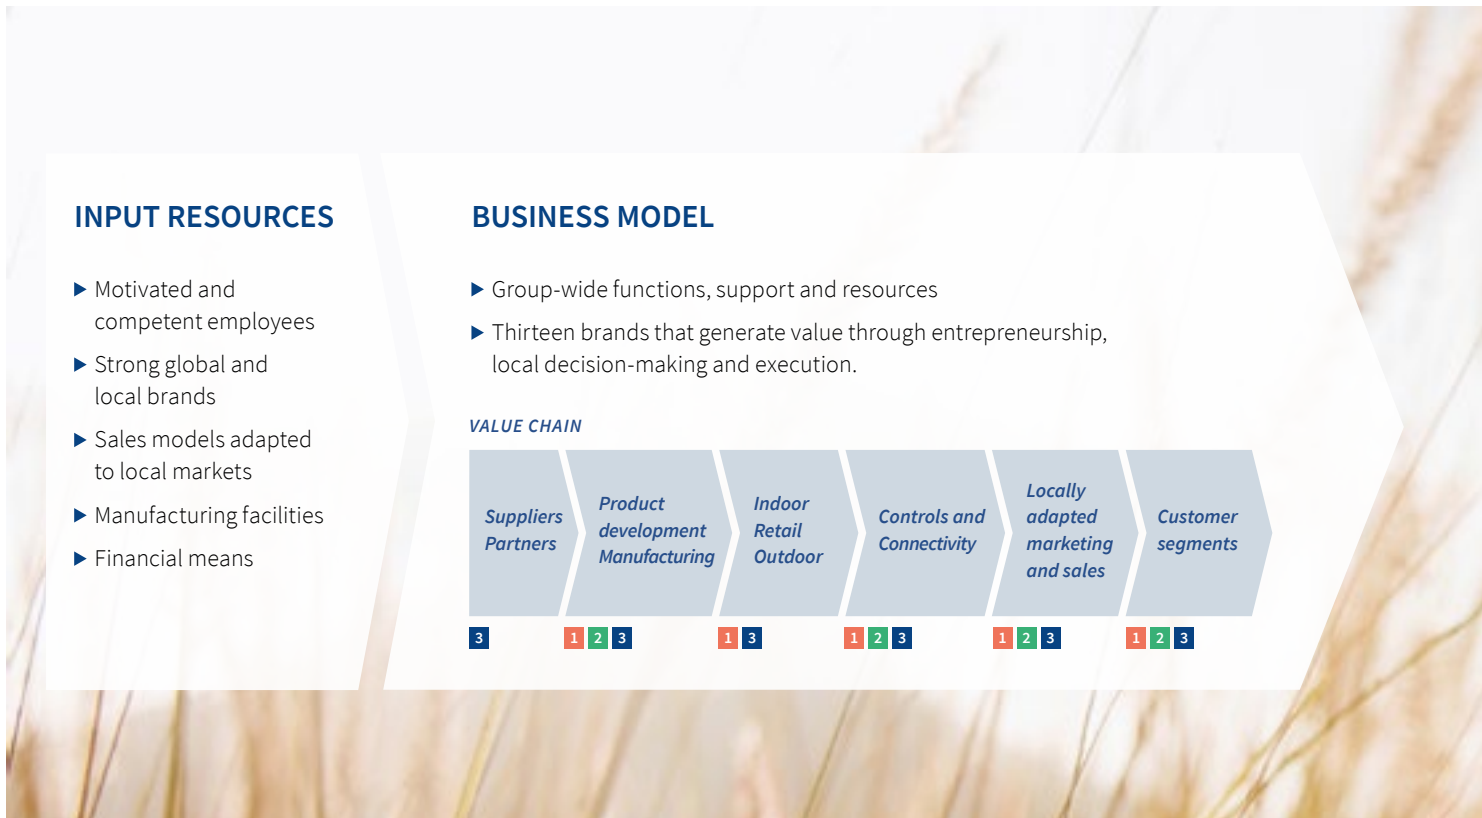 INPUT RESOURCES
Motivated and
competent employees
Strong global and
local brands
Sales models adapted
to local markets
Manufacturing facilities
Financial means
BUSINESS MODEL
Group-wide functions, support and resources
Thirteen brands that generate value through entrepreneurship,
local decision-making and execution.
VALUE CHAIN
Suppliers
Partners
Product
development
Manufacturing
Indoor
Retail
Outdoor
Controls and
Connectivity
Locally
adapted
marketing
and sales
Customer
segments
3
1 2 3
1 3
1 2 3
1 2 3
1 2 3